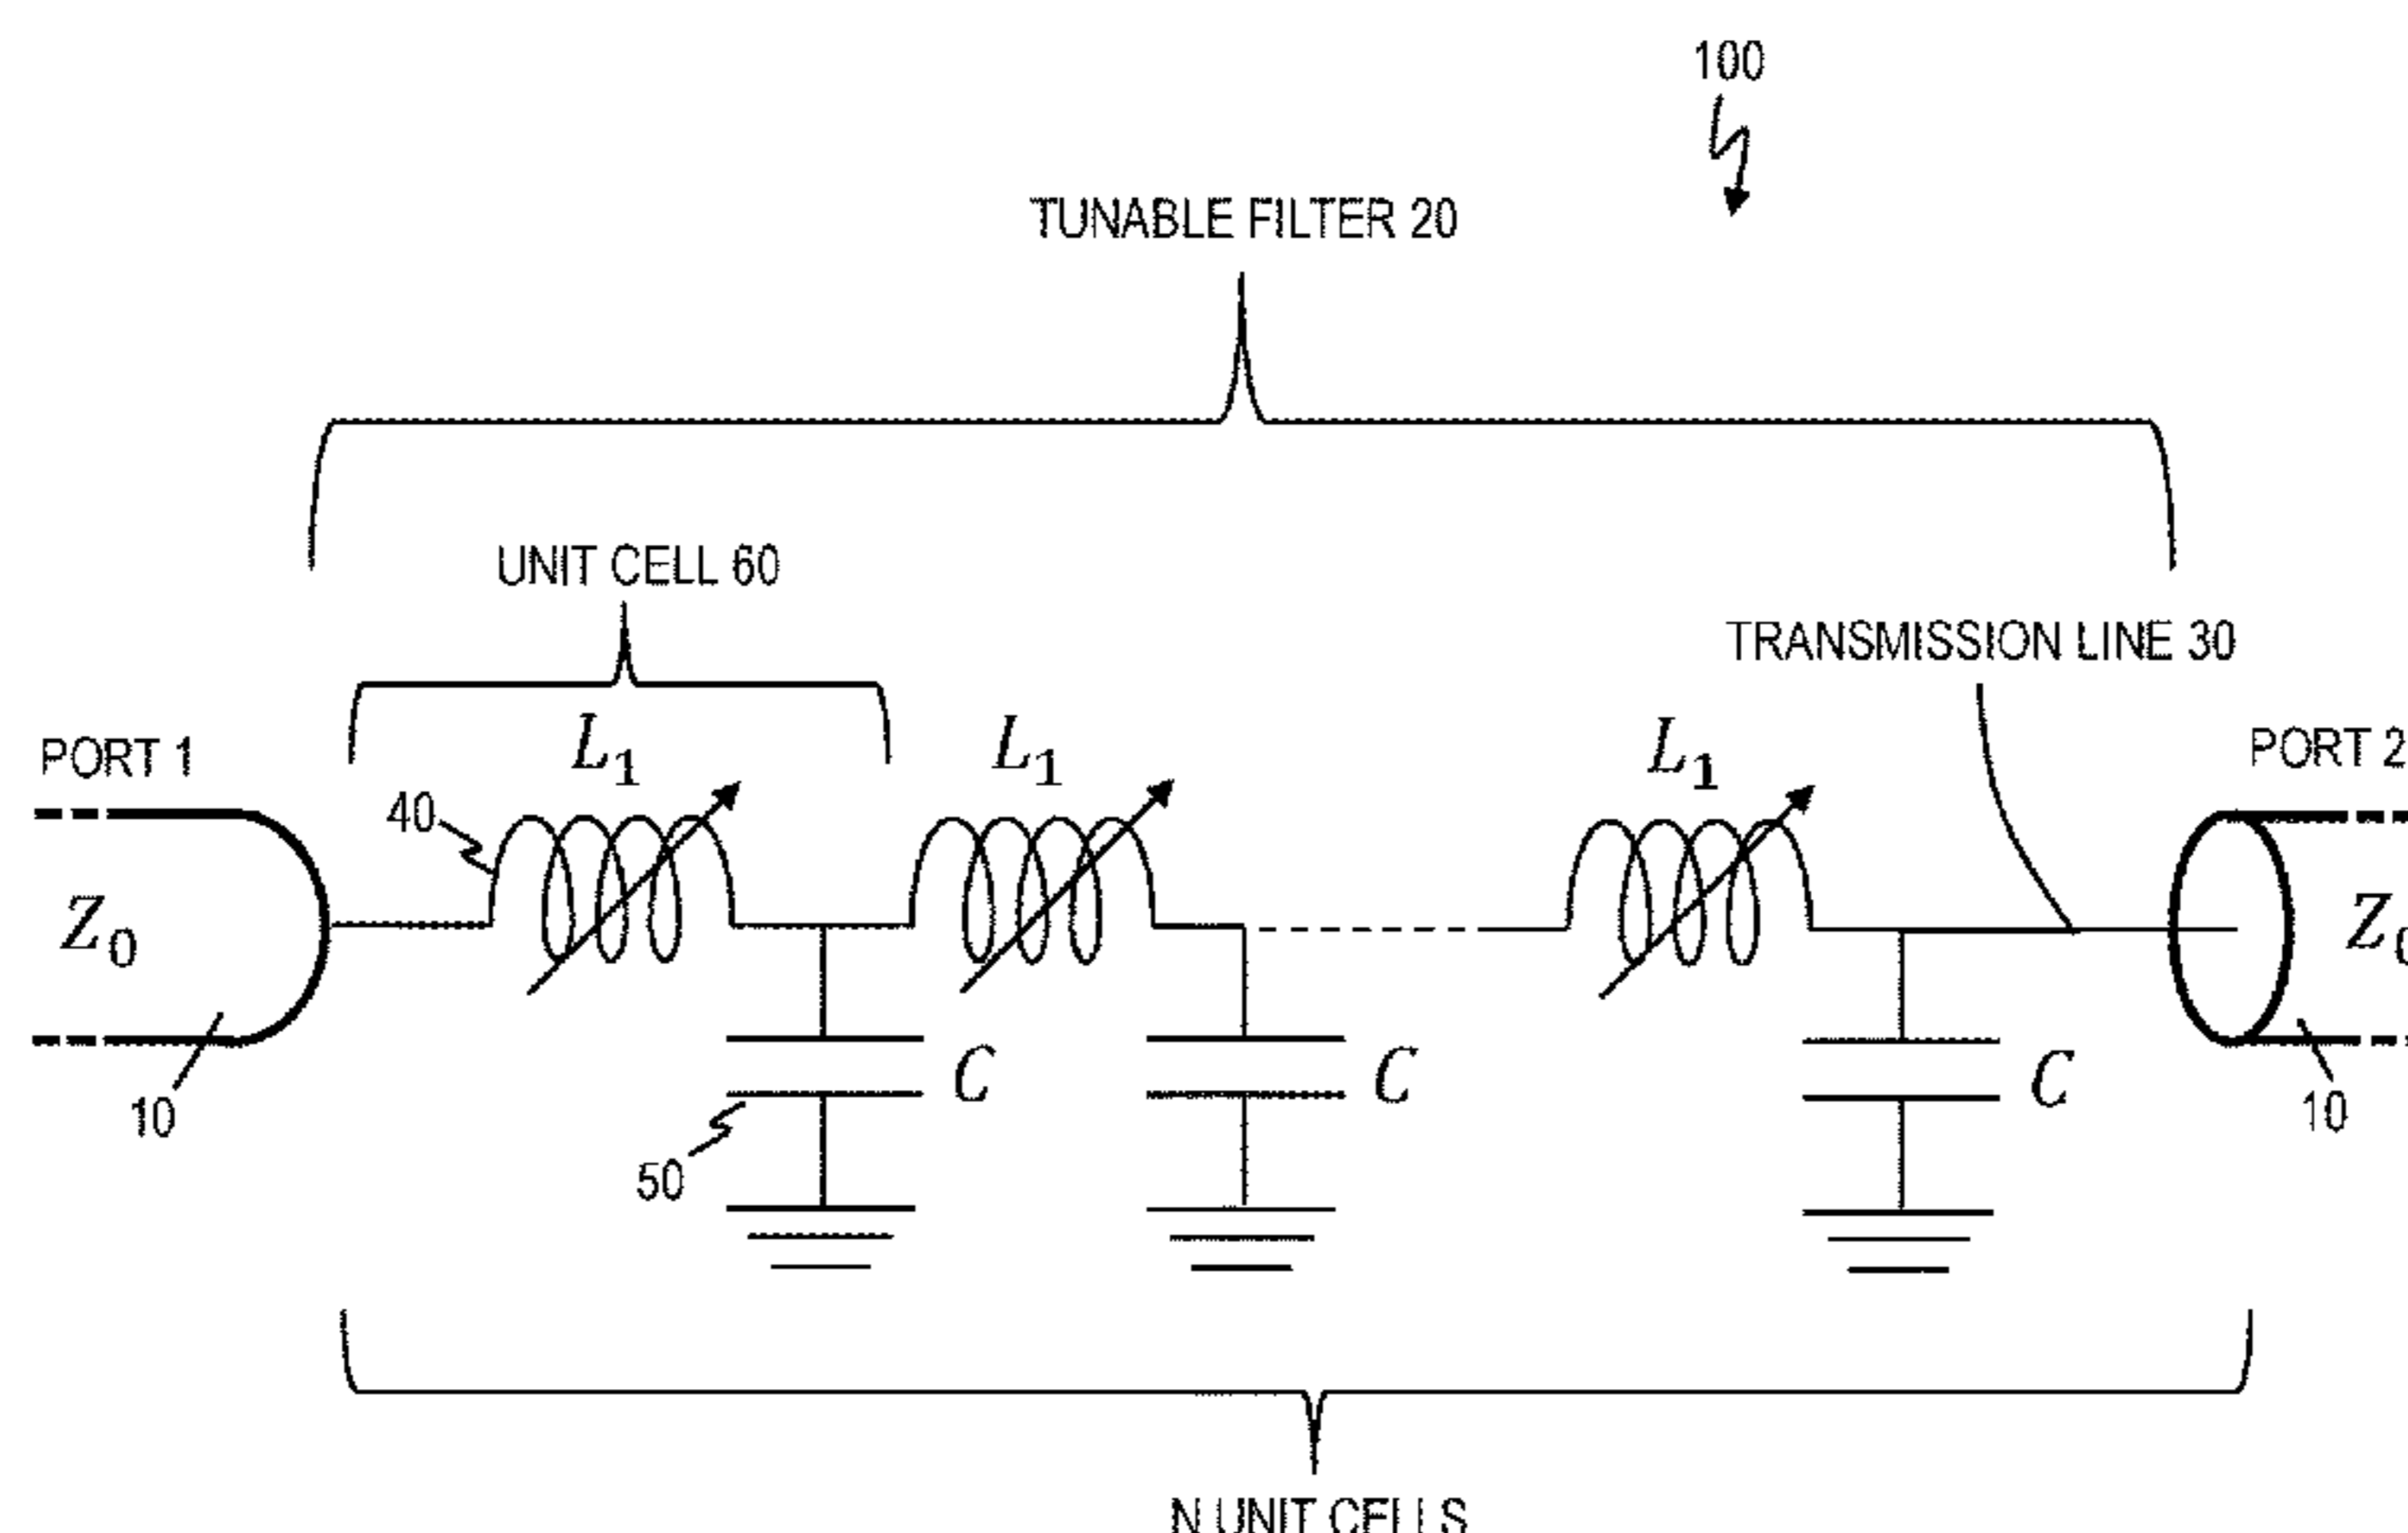 100
TUNABLE FILTER 20
UNIT CELL 60
TRANSMISSION LINE 30
PORT 1
L₁
L₁
L₁
PORT 2
40
Z₀
Z₀
10
C
C
C
10
50
N UNIT CELLS